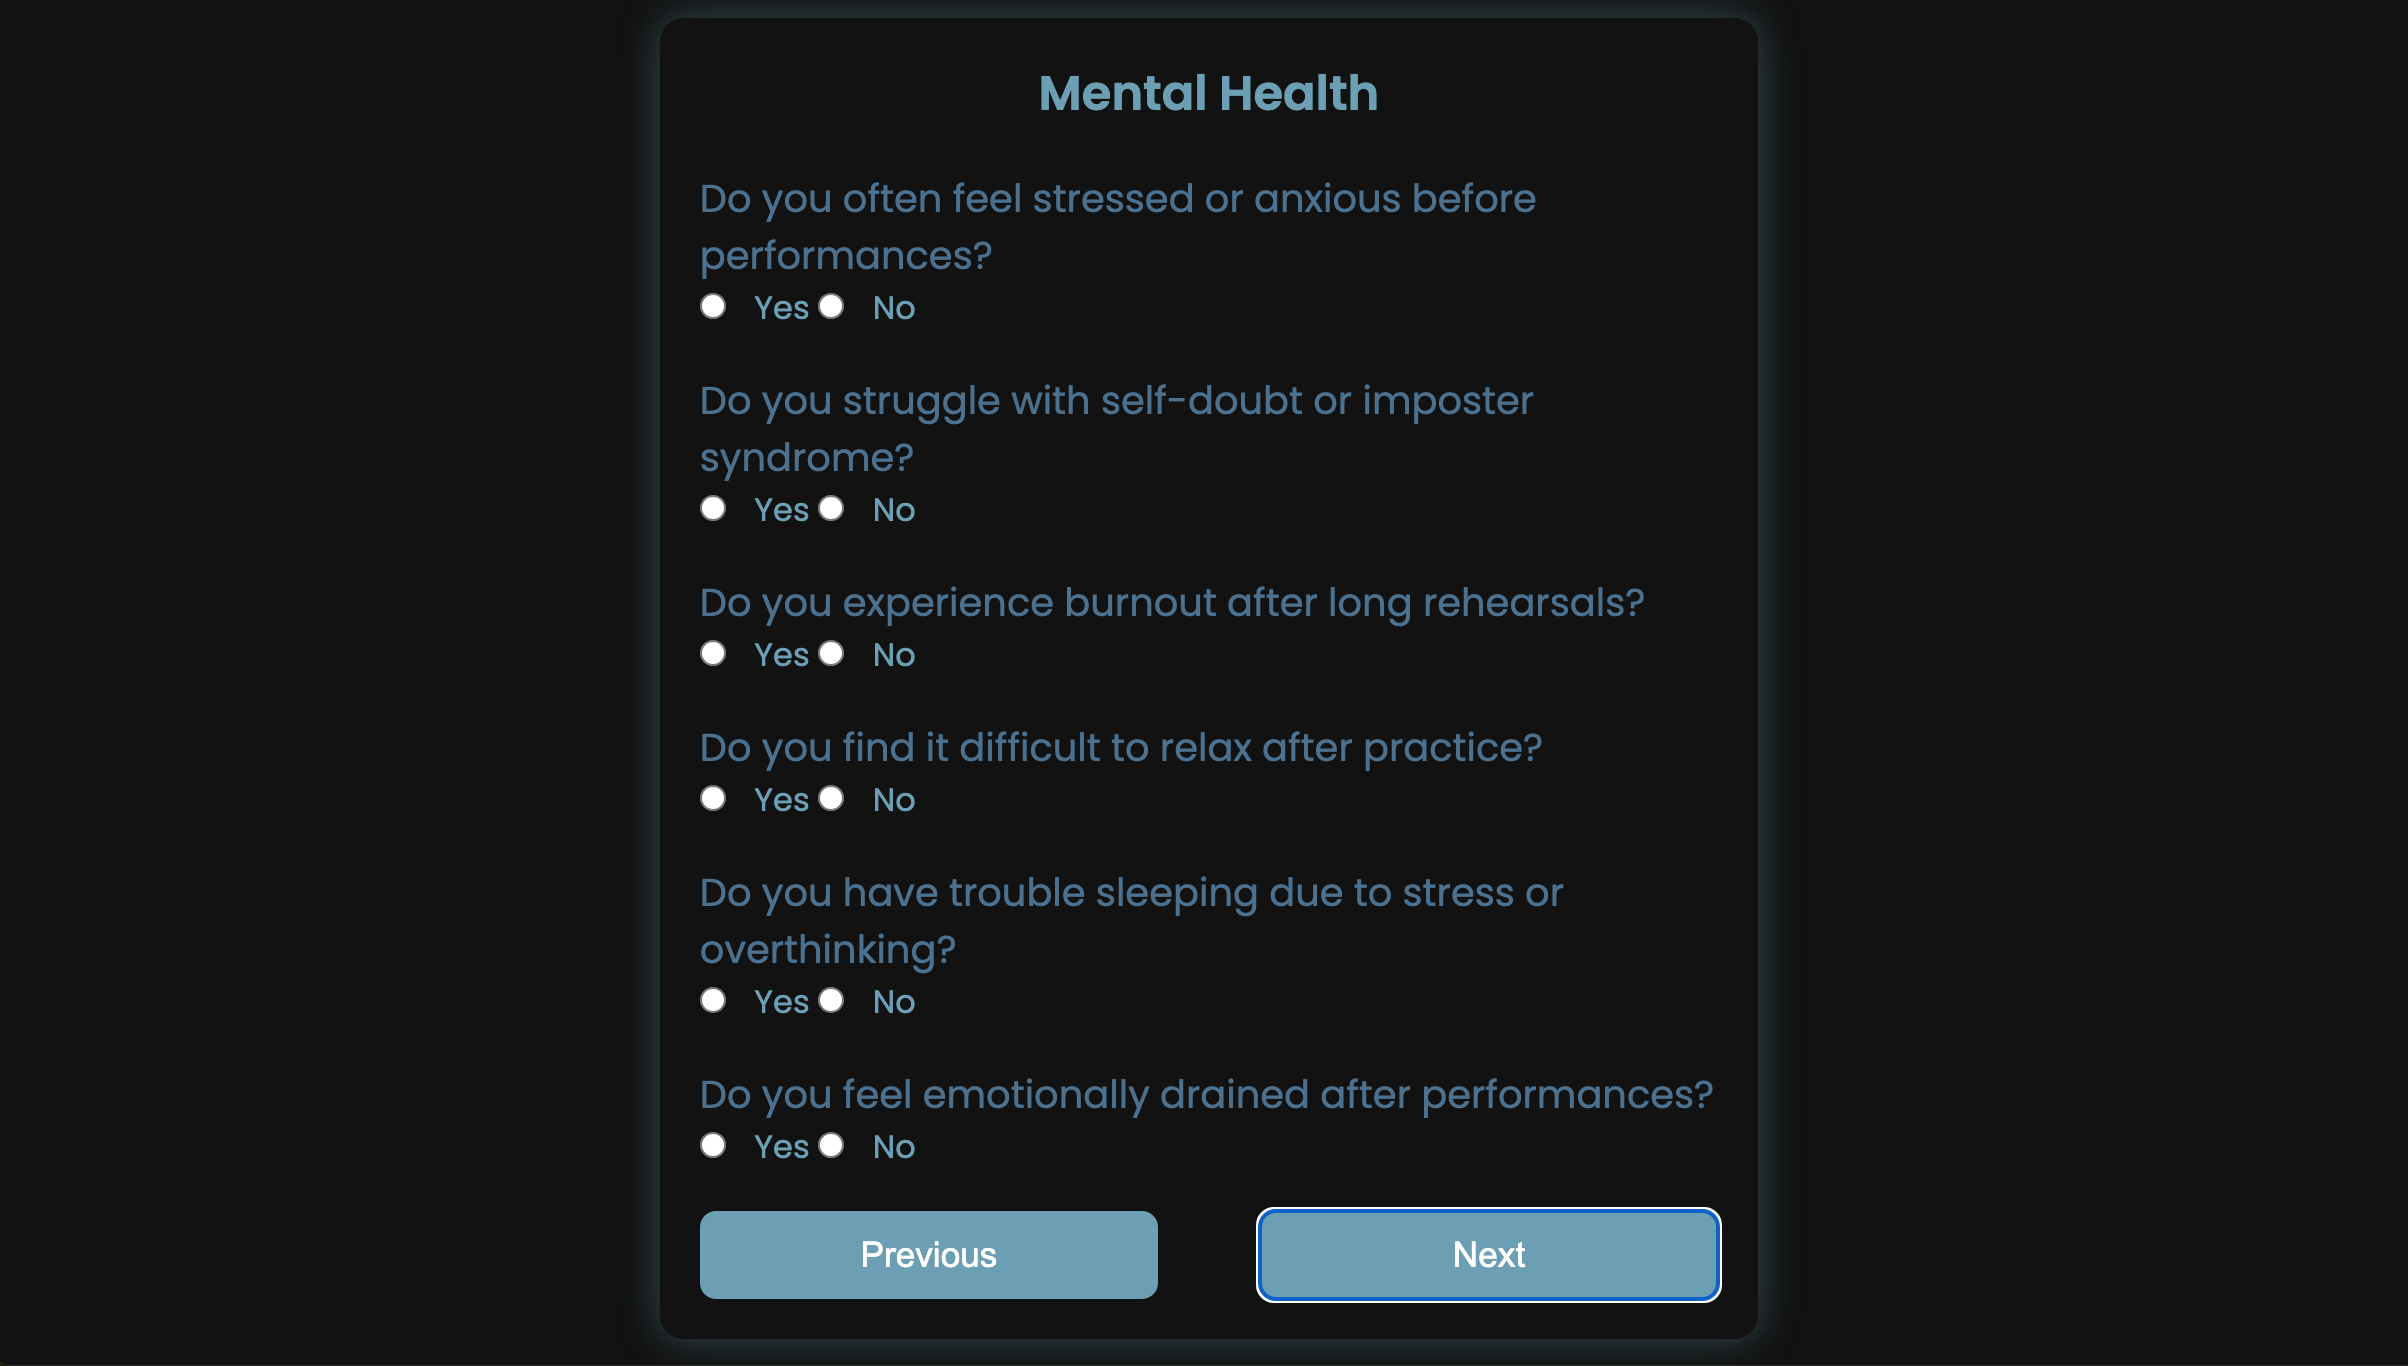 Mental Health
Do you often feel stressed or anxious before
performances?
Yes No
Do you struggle with self-doubt or imposter
syndrome?
Yes No
Do you experience burnout after long rehearsals?
Yes No
Do you find it difficult to relax after practice?
Yes No
Do you have trouble sleeping due to stress or
overthinking?
Yes No
Do you feel emotionally drained after performances?
Yes No
Previous Next